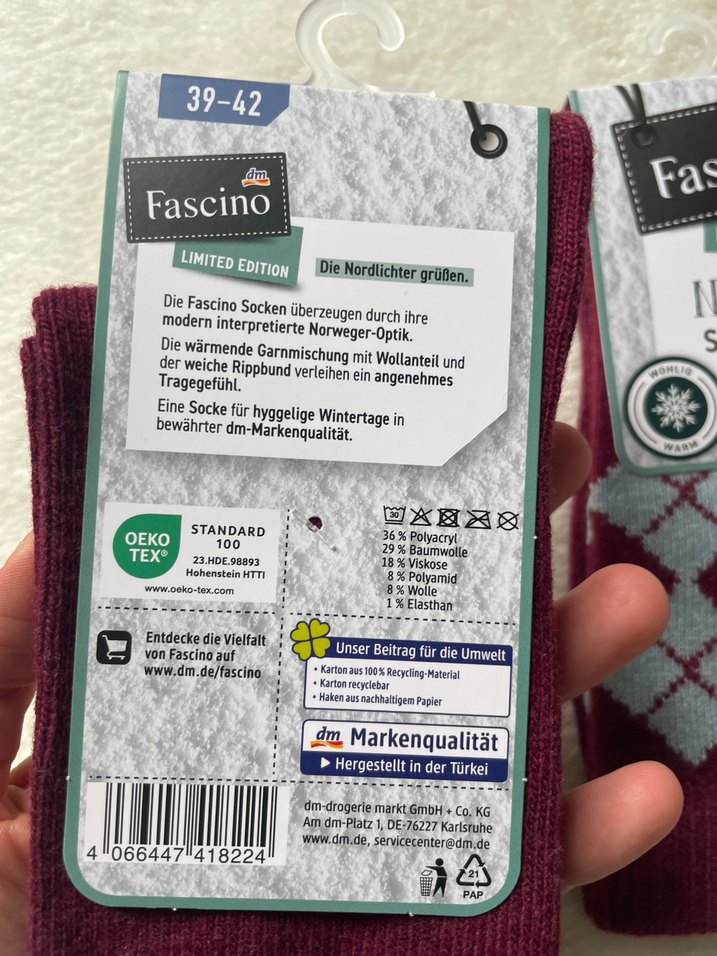 39-42
dm
Fascino
LIMITED EDITION
Die Nordlichter grüßen.
Die Fascino Socken überzeugen durch ihre
modern interpretierte Norweger-Optik.
Die wärmende Garnmischung mit Wollanteil und
der weiche Rippbund verleihen ein angenehmes
Tragegefühl.
Eine Socke für hyggelige Wintertage in
bewährter dm-Markenqualität.
OEKO
TEX®
STANDARD
100
23.HDE.98893
Hohenstein HTTI
www.oeko-tex.com
30
36 % Polyacryl
29 % Baumwolle
18 % Viskose
8 % Polyamid
8 % Wolle
1 % Elasthan
Entdecke die Vielfalt
von Fascino auf
www.dm.de/fascino
Unser Beitrag für die Umwelt
• Karton aus 100 % Recycling-Material
• Karton recyclebar
• Haken aus nachhaltigem Papier
dm Markenqualität
Hergestellt in der Türkei
4 066447 418224
dm-drogerie markt GmbH + Co. KG
Am dm-Platz 1, DE-76227 Karlsruhe
www.dm.de, servicecenter@dm.de
21
PAP
Fas
N
S
WOHLIG
WARM